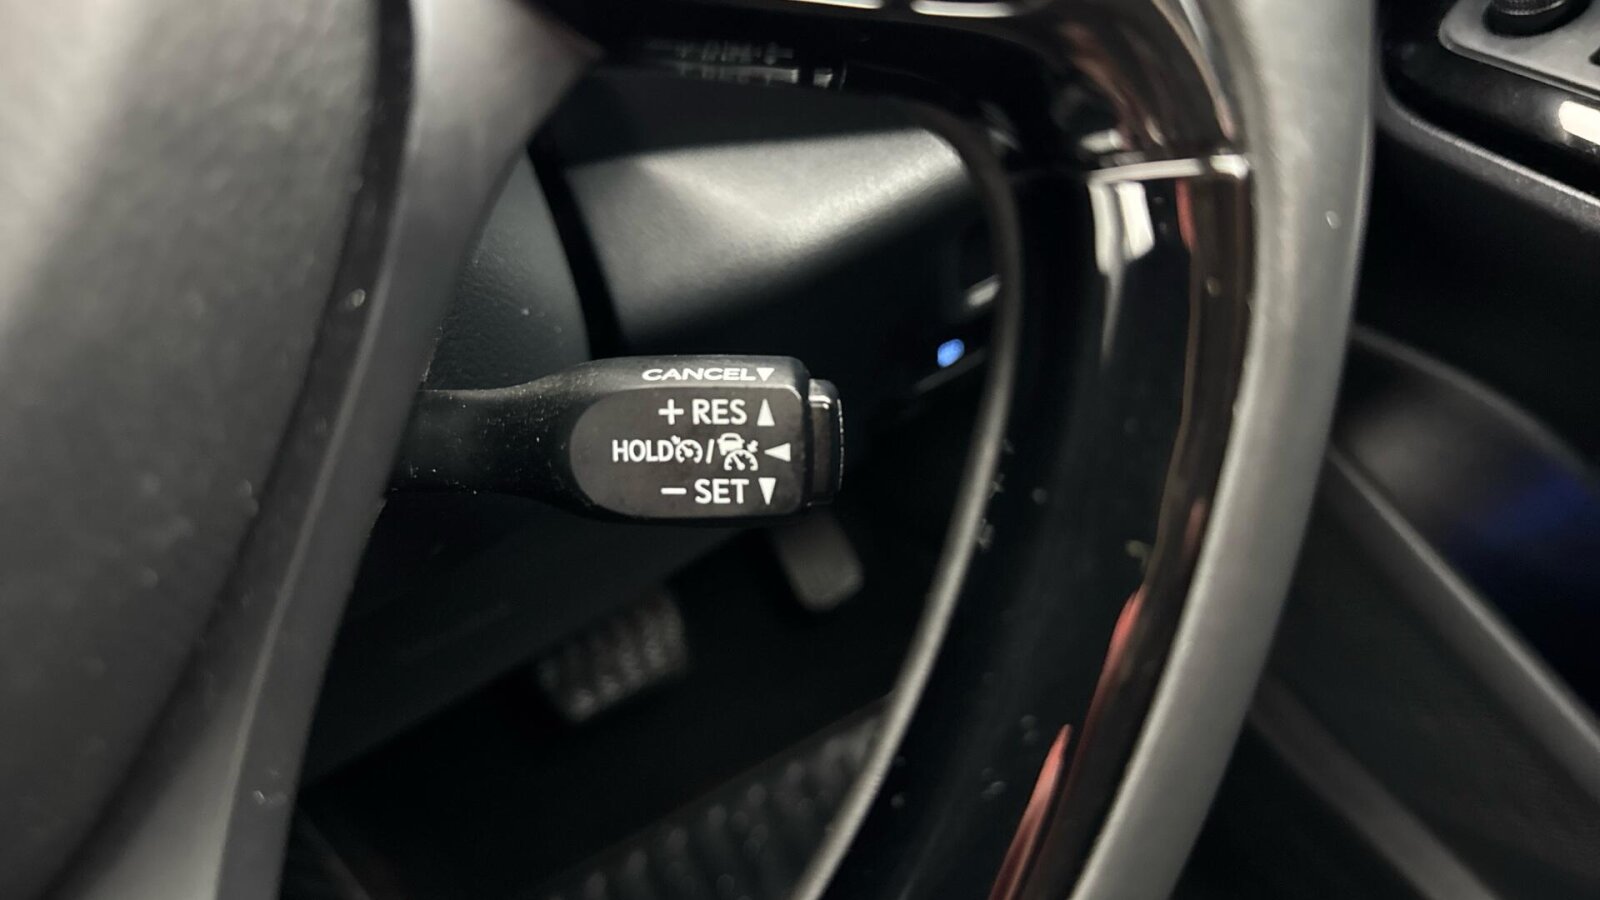 CANCEL▼
+ RES ▲
HOLD / ◀
− SET ▼